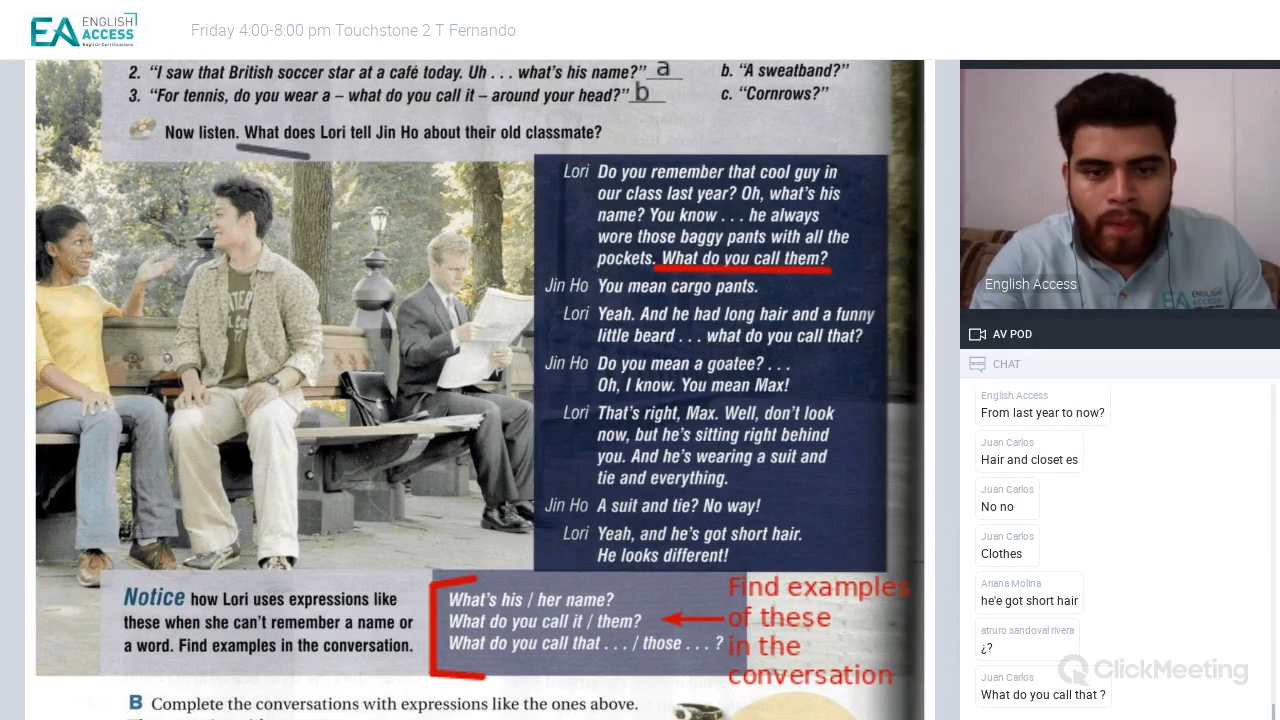 EA ENGLISH ACCESS
English Certifications
Friday 4:00-8:00 pm Touchstone 2 T Fernando
2. “I saw that British soccer star at a café today. Uh . . . what’s his name?” a
b. “A sweatband?”
3. “For tennis, do you wear a – what do you call it – around your head?” b
c. “Cornrows?”
Now listen. What does Lori tell Jin Ho about their old classmate?
Lori Do you remember that cool guy in
our class last year? Oh, what’s his
name? You know . . . he always
wore those baggy pants with all the
pockets. What do you call them?
Jin Ho You mean cargo pants.
Lori Yeah. And he had long hair and a funny
little beard . . . what do you call that?
Jin Ho Do you mean a goatee? . . .
Oh, I know. You mean Max!
Lori That’s right, Max. Well, don’t look
now, but he’s sitting right behind
you. And he’s wearing a suit and
tie and everything.
Jin Ho A suit and tie? No way!
Lori Yeah, and he’s got short hair.
He looks different!
Notice how Lori uses expressions like
these when she can’t remember a name or
a word. Find examples in the conversation.
What’s his / her name?
What do you call it / them?
What do you call that . . . / those . . . ?
Find examples
of these
in the
conversation
B Complete the conversations with expressions like the ones above.
English Access
EA ENGLISH ACCESS
AV POD
CHAT
English Access
From last year to now?
Juan Carlos
Hair and closet es
Juan Carlos
No no
Juan Carlos
Clothes
Ariana Molina
he'e got short hair
atruro sandoval rivera
¿?
Juan Carlos
What do you call that ?
ClickMeeting